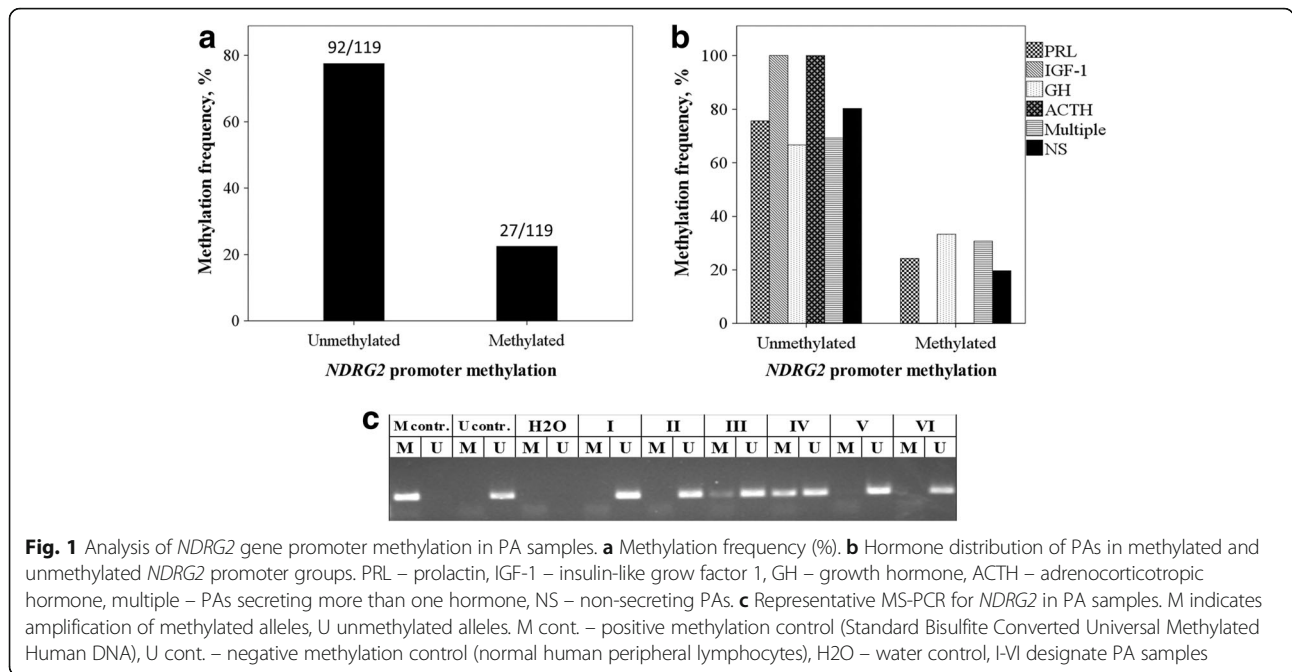 a
92/119
27/119
80
60
40
20
0
Methylation frequency, %
Unmethylated Methylated
NDRG2 promoter methylation
b
100
80
60
40
20
0
Methylation frequency, %
Unmethylated Methylated
NDRG2 promoter methylation
PRL
IGF-1
GH
ACTH
Multiple
NS
c
M contr. U contr. H2O I II III IV V VI
M U M U M U M U M U M U M U M U M U
Fig. 1 Analysis of NDRG2 gene promoter methylation in PA samples. a Methylation frequency (%). b Hormone distribution of PAs in methylated and
unmethylated NDRG2 promoter groups. PRL – prolactin, IGF-1 – insulin-like grow factor 1, GH – growth hormone, ACTH – adrenocorticotropic
hormone, multiple – PAs secreting more than one hormone, NS – non-secreting PAs. c Representative MS-PCR for NDRG2 in PA samples. M indicates
amplification of methylated alleles, U unmethylated alleles. M cont. – positive methylation control (Standard Bisulfite Converted Universal Methylated
Human DNA), U cont. – negative methylation control (normal human peripheral lymphocytes), H2O – water control, I-VI designate PA samples